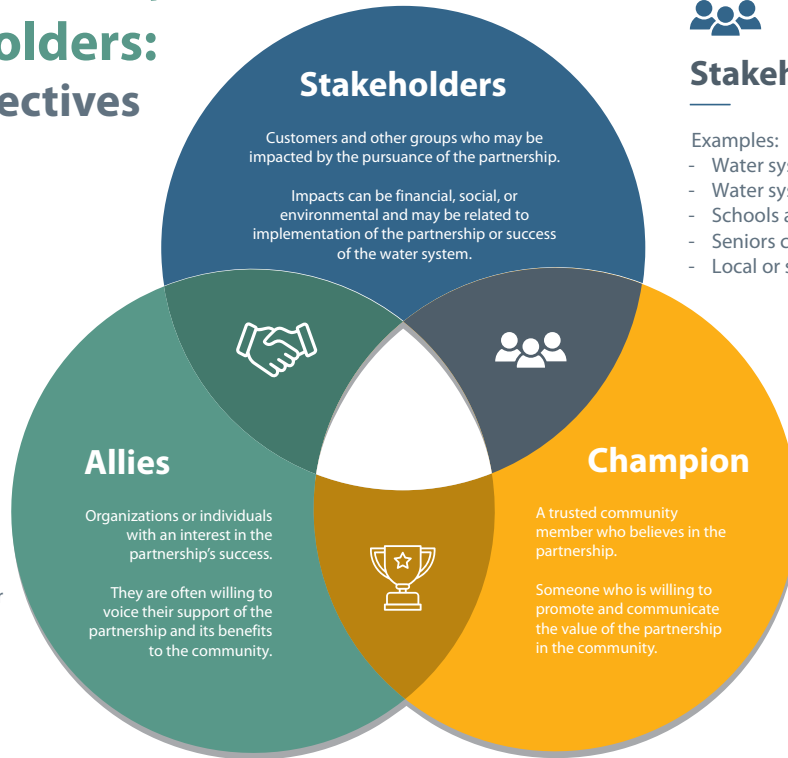 olders:
ectives
Stakeholders
Customers and other groups who may be
impacted by the pursuance of the partnership.
Impacts can be financial, social, or
environmental and may be related to
implementation of the partnership or success
of the water system.
Stakeh
Examples:
- Water sys
- Water sys
- Schools a
- Seniors c
- Local or s
Allies
Organizations or individuals
with an interest in the
partnership's success.
They are often willing to
voice their support of the
partnership and its benefits
to the community.
Champion
A trusted community
member who believes in the
partnership.
Someone who is willing to
promote and communicate
the value of the partnership
in the community.